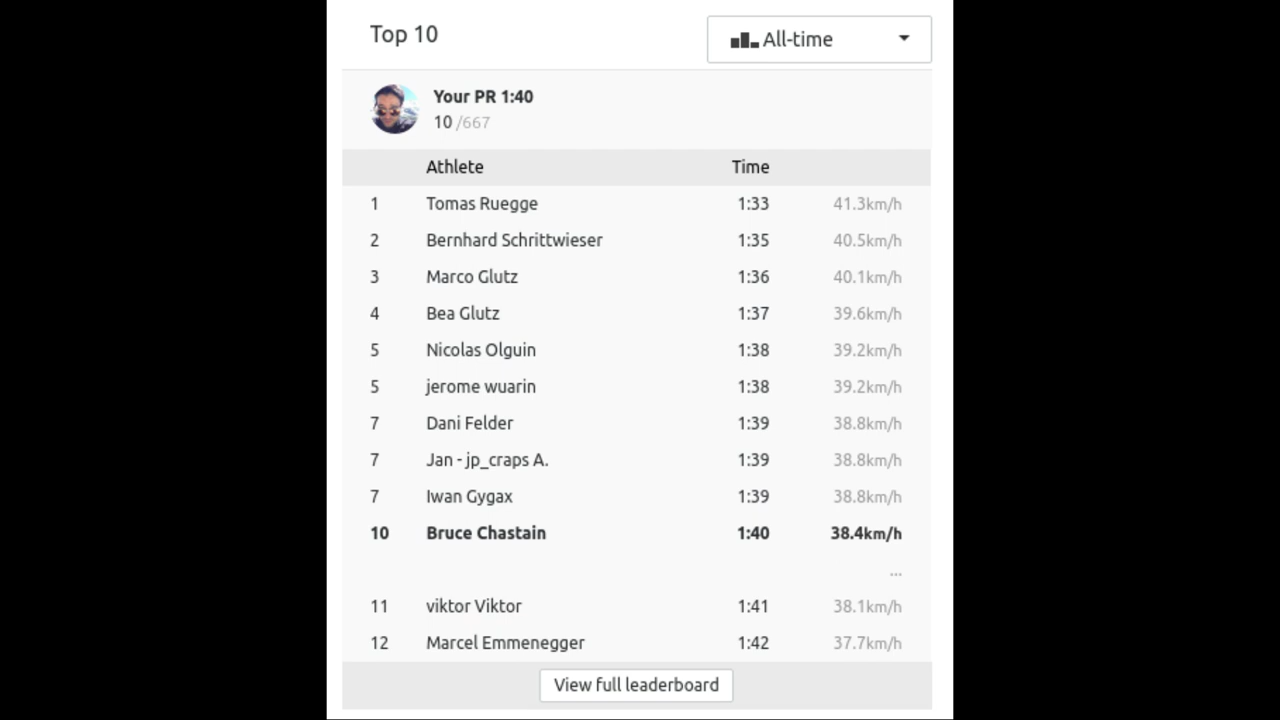 Top 10
All-time
Your PR 1:40
10 /667
Athlete Time
1 Tomas Ruegge 1:33 41.3km/h
2 Bernhard Schrittwieser 1:35 40.5km/h
3 Marco Glutz 1:36 40.1km/h
4 Bea Glutz 1:37 39.6km/h
5 Nicolas Olguin 1:38 39.2km/h
5 jerome wuarin 1:38 39.2km/h
7 Dani Felder 1:39 38.8km/h
7 Jan - jp_craps A. 1:39 38.8km/h
7 Iwan Gygax 1:39 38.8km/h
10 Bruce Chastain 1:40 38.4km/h
...
11 viktor Viktor 1:41 38.1km/h
12 Marcel Emmenegger 1:42 37.7km/h
View full leaderboard